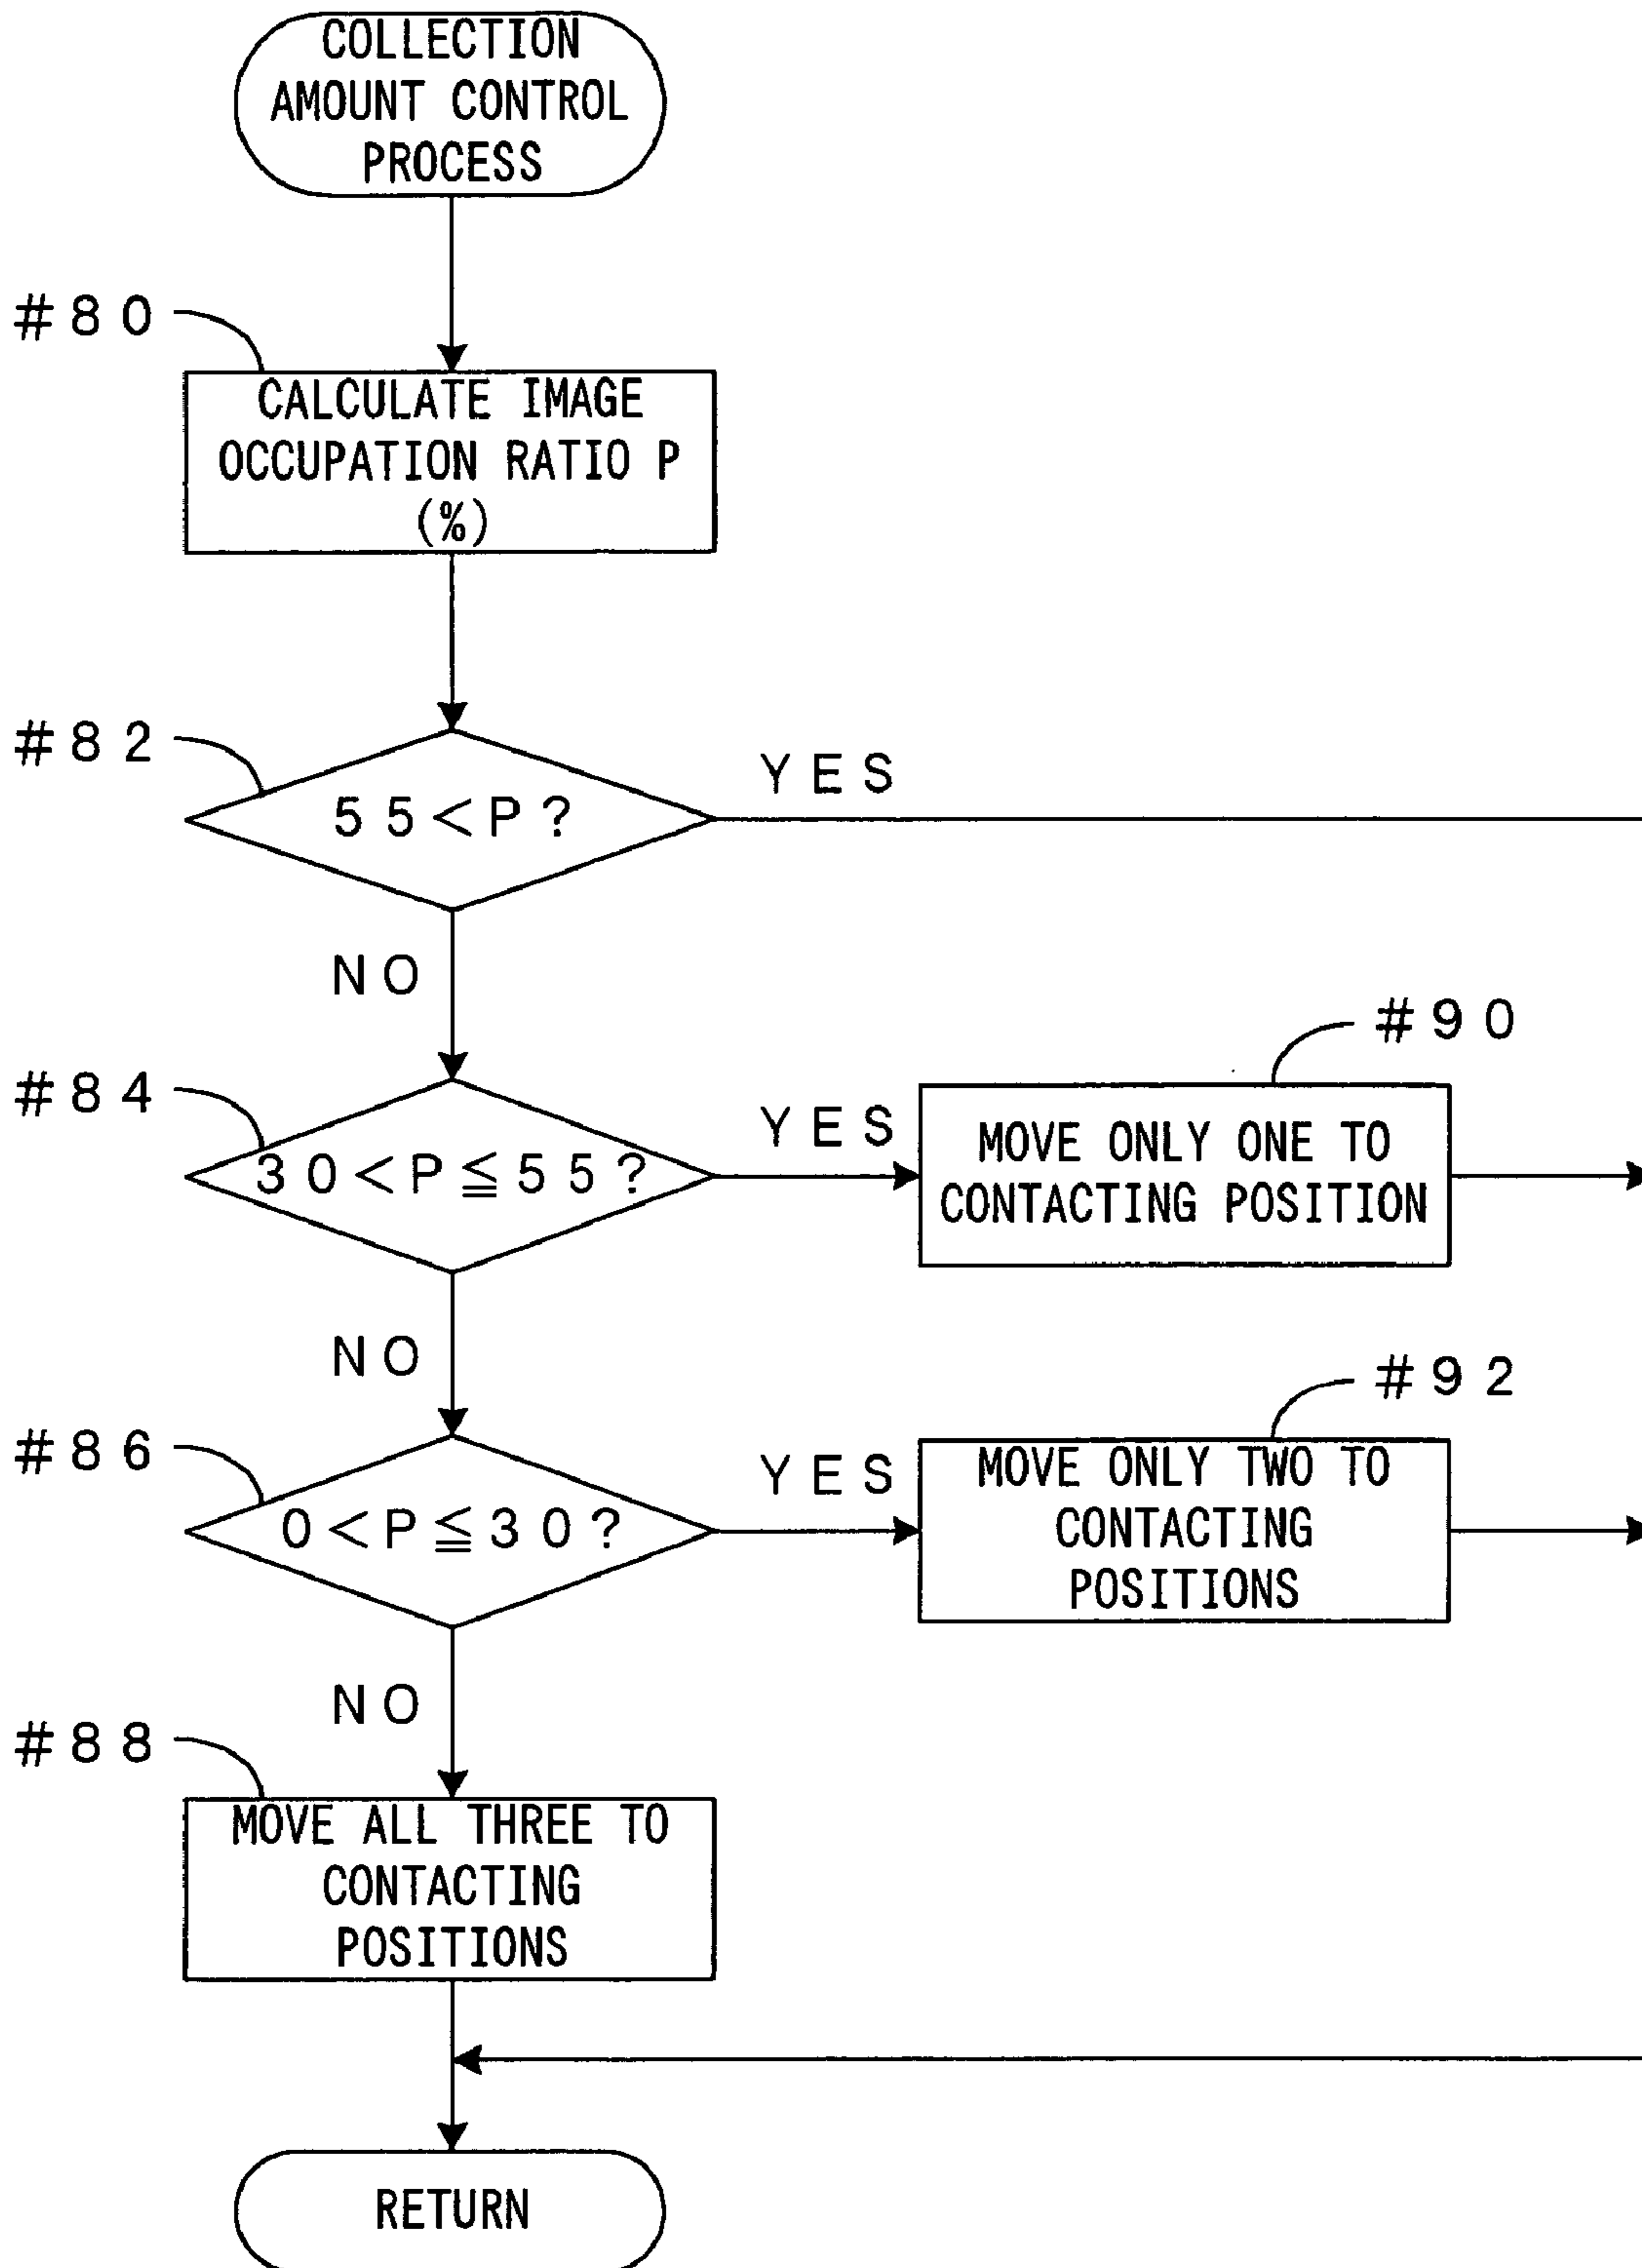 COLLECTION
AMOUNT CONTROL
PROCESS
#80
CALCULATE IMAGE
OCCUPATION RATIO P
(%)
#82
55<P?
YES
NO
#84
30<P≦55?
YES
#90
MOVE ONLY ONE TO
CONTACTING POSITION
NO
#86
0<P≦30?
YES
#92
MOVE ONLY TWO TO
CONTACTING
POSITIONS
NO
#88
MOVE ALL THREE TO
CONTACTING
POSITIONS
RETURN